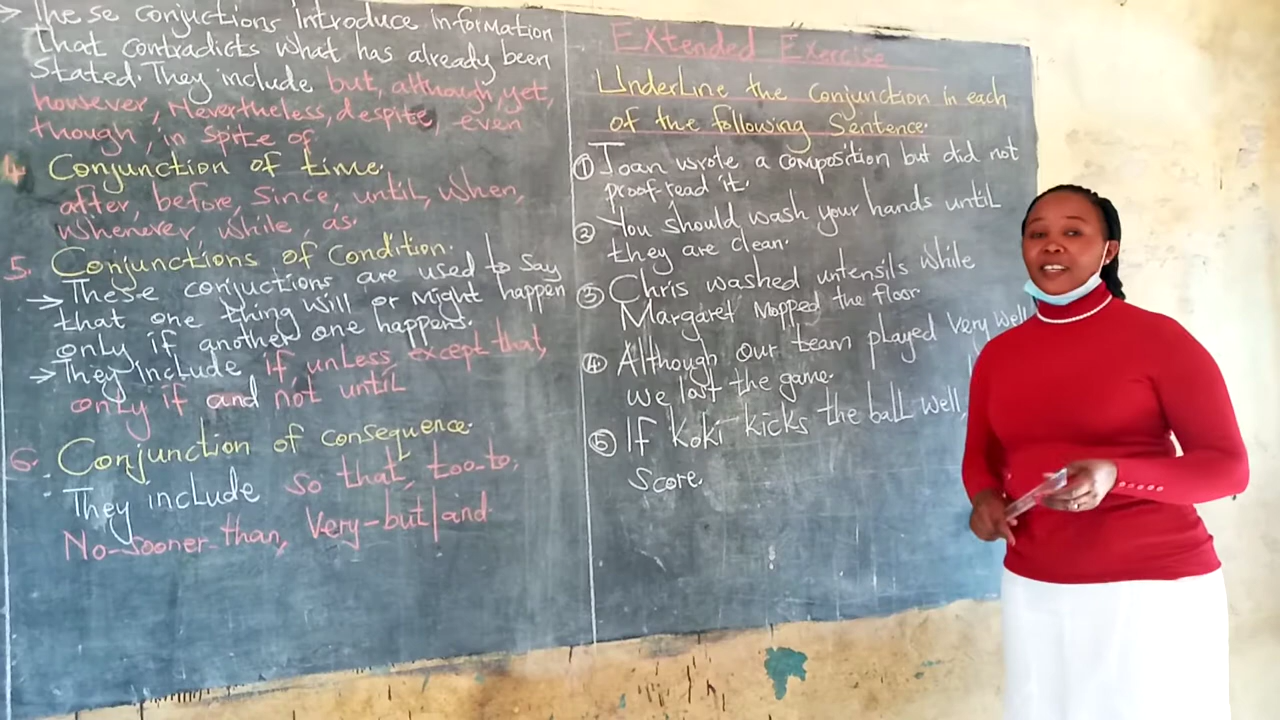 → These conjuctions introduce information
that contradicts what has already been
stated. They include but, although, yet,
however, Nevertheless, despite, even
though, in spite of
4. Conjunction of time.
after, before, since, until, when,
whenever while, as.
5. Conjunctions of Condition.
→ These conjuctions are used to say
that one thing will or might happen
only if another one happens.
→ They include if, unless, except that,
only if and not until
6. Conjunction of consequence.
They include so that, too-to,
No-sooner-than, Very-but/and
Extended Exercise
Underline the conjunction in each
of the following Sentence.
① Joan wrote a composition but did not
proof-read it.
② You should wash your hands until
they are clean.
③ Chris washed untensils while
Margaret mopped the floor.
④ Although our team played very well
we lost the game.
⑤ If Koki kicks the ball well,
score.